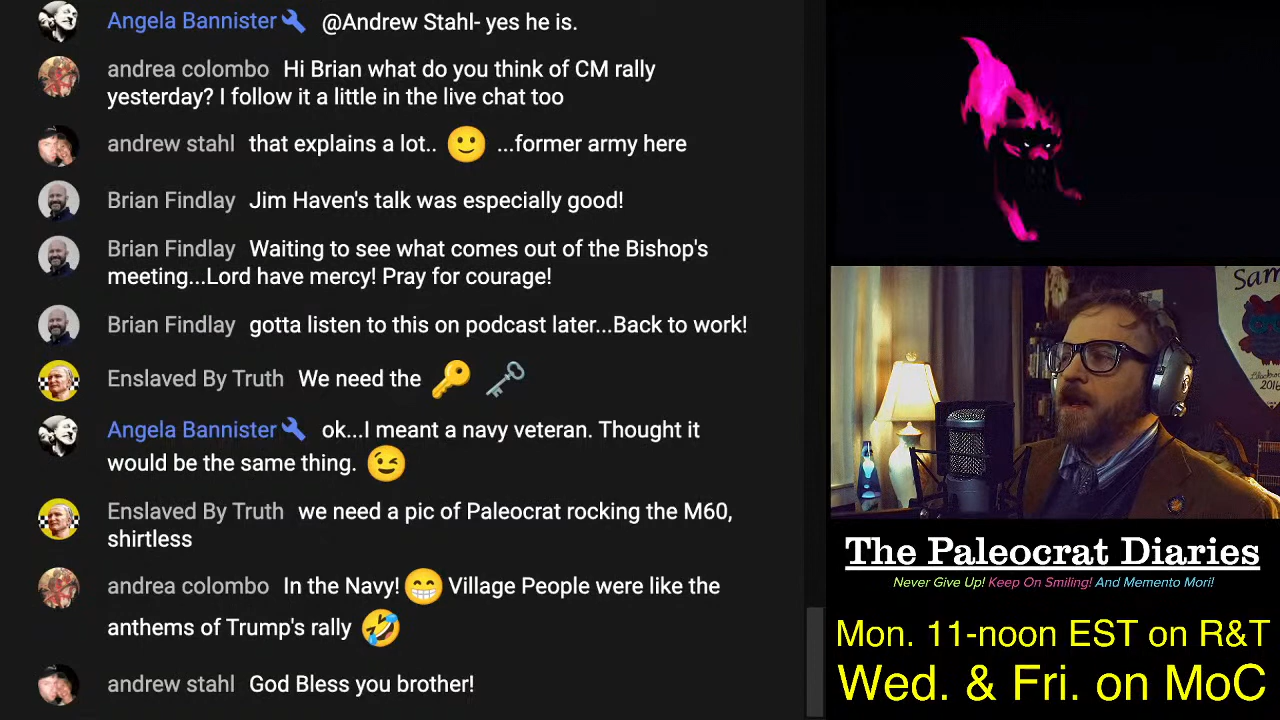 Angela Bannister @Andrew Stahl- yes he is.
andrea colombo Hi Brian what do you think of CM rally
yesterday? I follow it a little in the live chat too
andrew stahl that explains a lot.. 🙂 ...former army here
Brian Findlay Jim Haven's talk was especially good!
Brian Findlay Waiting to see what comes out of the Bishop's
meeting...Lord have mercy! Pray for courage!
Brian Findlay gotta listen to this on podcast later...Back to work!
Enslaved By Truth We need the 🔑 🗝️
Angela Bannister ok...I meant a navy veteran. Thought it
would be the same thing. 😉
Enslaved By Truth we need a pic of Paleocrat rocking the M60,
shirtless
andrea colombo In the Navy! 😁 Village People were like the
anthems of Trump's rally 🤣
andrew stahl God Bless you brother!
Sam
2016
The Paleocrat Diaries
Never Give Up! Keep On Smiling! And Memento Mori!
Mon. 11-noon EST on R&T
Wed. & Fri. on MoC